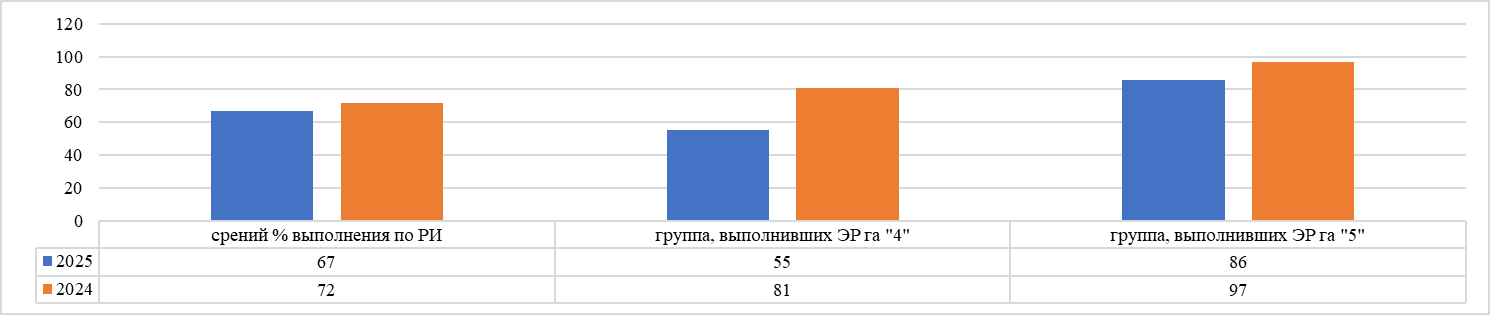 120
100
80
60
40
20
0
срений % выполнения по РИ группа, выполнивших ЭР га "4" группа, выполнивших ЭР га "5"
2025 67 55 86
2024 72 81 97